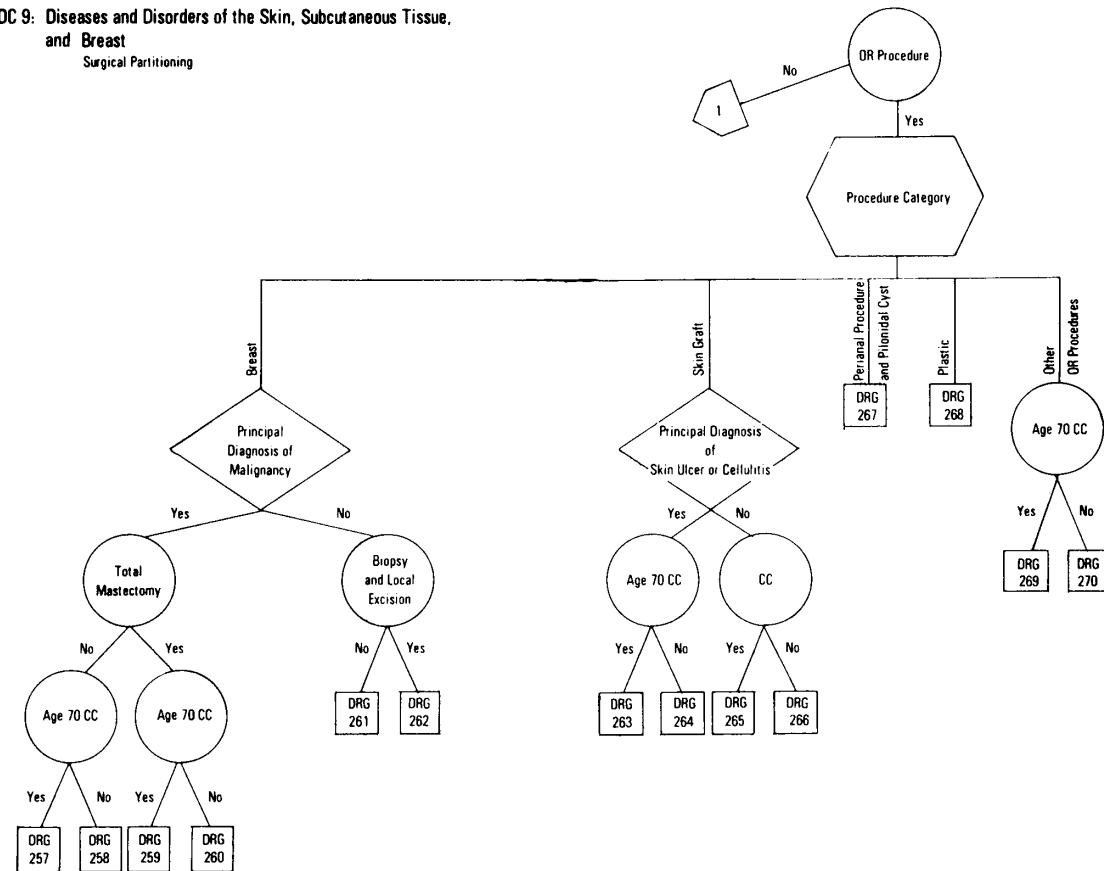 DC 9: Diseases and Disorders of the Skin, Subcutaneous Tissue,
and Breast
Surgical Partitioning
OR Procedure
No
1
Yes
Procedure Category
Breast
Skin Graft
Perianal Procedure
and Pilonidal Cyst
Plastic
Other
OR Procedures
DRG
267
DRG
268
Age 70 CC
Principal
Diagnosis of
Malignancy
Principal Diagnosis
of
Skin Ulcer or Cellulitis
Yes
No
Yes
No
Yes
No
Total
Mastectomy
Biopsy
and Local
Excision
Age 70 CC
CC
DRG
269
DRG
270
No
Yes
No
Yes
Yes
No
Yes
No
Age 70 CC
Age 70 CC
DRG
261
DRG
262
DRG
263
DRG
264
DRG
265
DRG
266
Yes
No
Yes
No
DRG
257
DRG
258
DRG
259
DRG
260